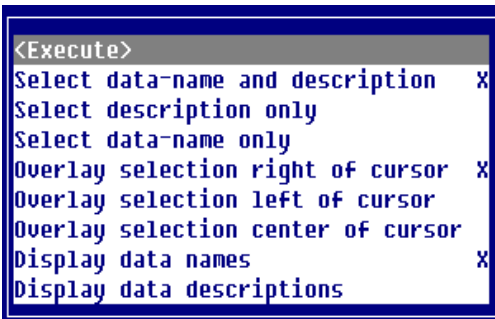 <Execute>
Select data-name and description X
Select description only
Select data-name only
Overlay selection right of cursor X
Overlay selection left of cursor
Overlay selection center of cursor
Display data names X
Display data descriptions